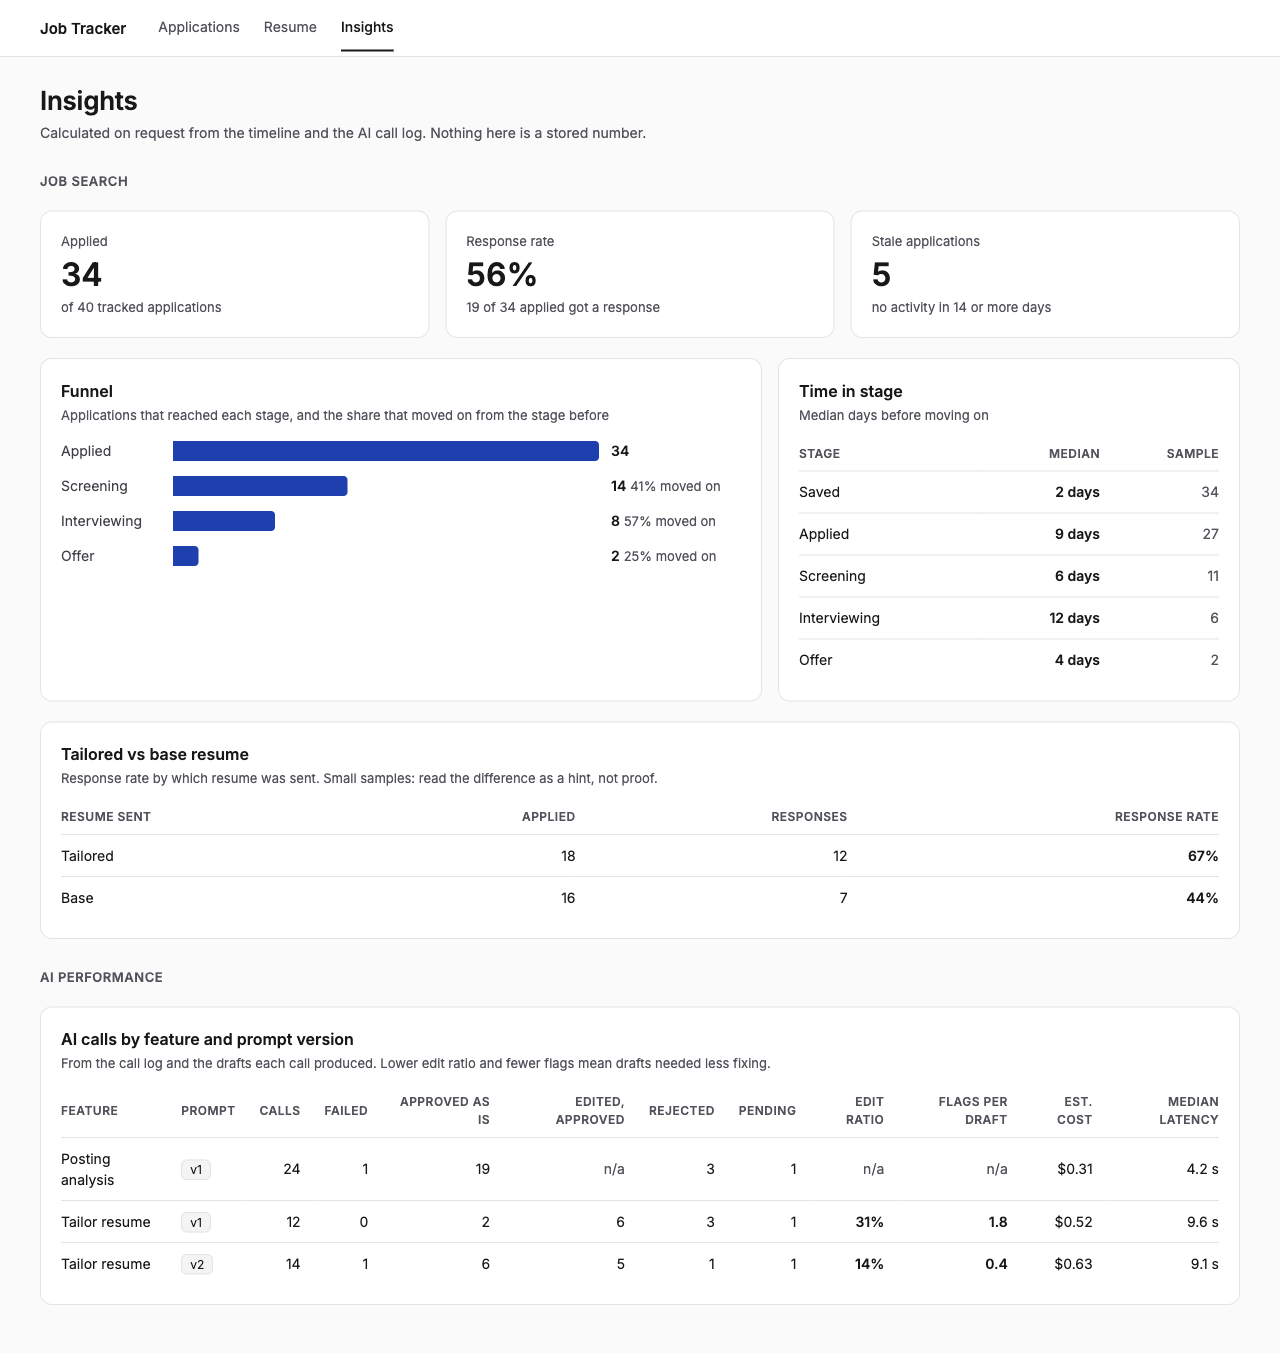 Job Tracker Applications Resume Insights
Insights
Calculated on request from the timeline and the AI call log. Nothing here is a stored number.
JOB SEARCH
Applied
34
of 40 tracked applications
Response rate
56%
19 of 34 applied got a response
Stale applications
5
no activity in 14 or more days
Funnel
Applications that reached each stage, and the share that moved on from the stage before
Applied 34
Screening 14 41% moved on
Interviewing 8 57% moved on
Offer 2 25% moved on
Time in stage
Median days before moving on
STAGE MEDIAN SAMPLE
Saved 2 days 34
Applied 9 days 27
Screening 6 days 11
Interviewing 12 days 6
Offer 4 days 2
Tailored vs base resume
Response rate by which resume was sent. Small samples: read the difference as a hint, not proof.
RESUME SENT APPLIED RESPONSES RESPONSE RATE
Tailored 18 12 67%
Base 16 7 44%
AI PERFORMANCE
AI calls by feature and prompt version
From the call log and the drafts each call produced. Lower edit ratio and fewer flags mean drafts needed less fixing.
FEATURE PROMPT CALLS FAILED APPROVED AS IS EDITED, APPROVED REJECTED PENDING EDIT RATIO FLAGS PER DRAFT EST. COST MEDIAN LATENCY
Posting analysis v1 24 1 19 n/a 3 1 n/a n/a $0.31 4.2 s
Tailor resume v1 12 0 2 6 3 1 31% 1.8 $0.52 9.6 s
Tailor resume v2 14 1 6 5 1 1 14% 0.4 $0.63 9.1 s